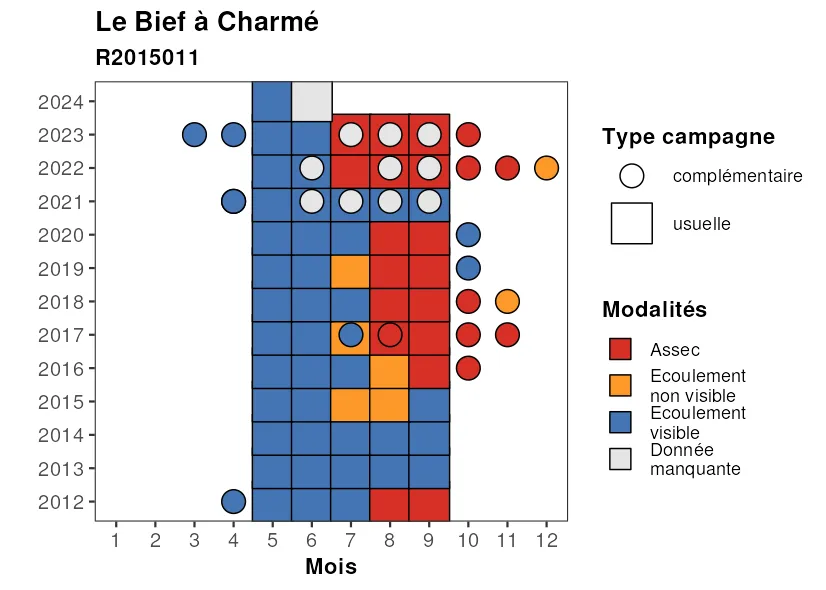 Le Bief à Charmé
R2015011
2024
2023
2022
2021
2020
2019
2018
2017
2016
2015
2014
2013
2012
1 2 3 4 5 6 7 8 9 10 11 12
Mois
Type campagne
complémentaire
usuelle
Modalités
Assec
Ecoulement
non visible
Ecoulement
visible
Donnée
manquante